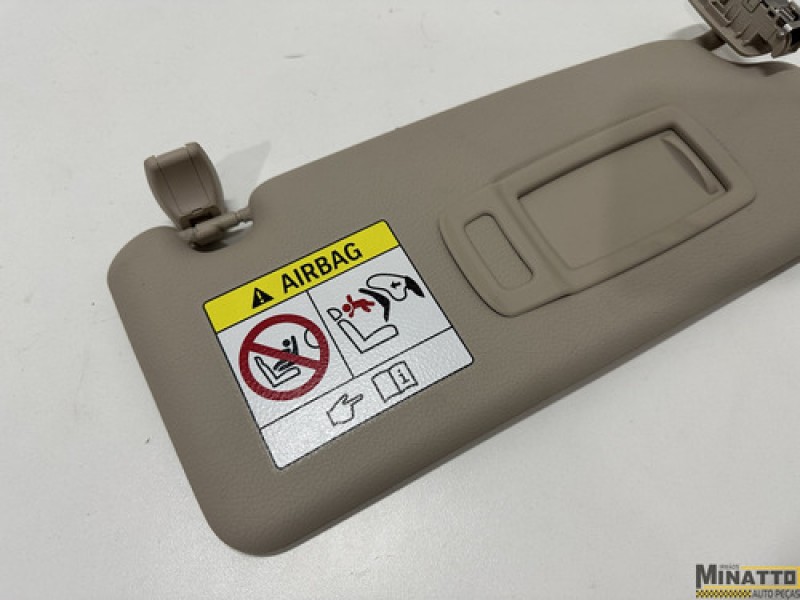 AIRBAG
i
IRMÃOS
MINATTO
AUTO PEÇAS